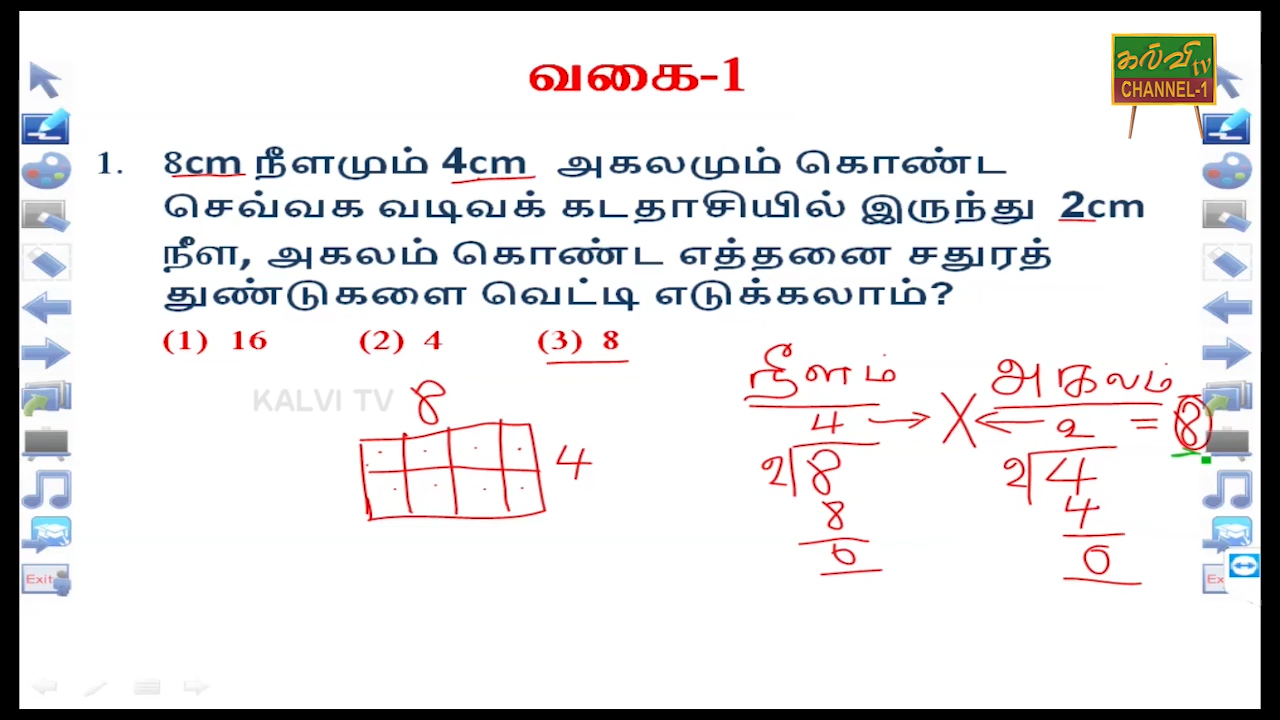 வகை-1
கல்வி tv
CHANNEL-1
1. 8cm நீளமும் 4cm அகலமும் கொண்ட
செவ்வக வடிவக் கடதாசியில் இருந்து 2cm
நீள, அகலம் கொண்ட எத்தனை சதுரத்
துண்டுகளை வெட்டி எடுக்கலாம்?
(1) 16 (2) 4 (3) 8
KALVI TV
8
4
நீளம் அகலம்
4 → X ← 2 = 8
2 8 2 4
8 4
0 0
Exit
Ex